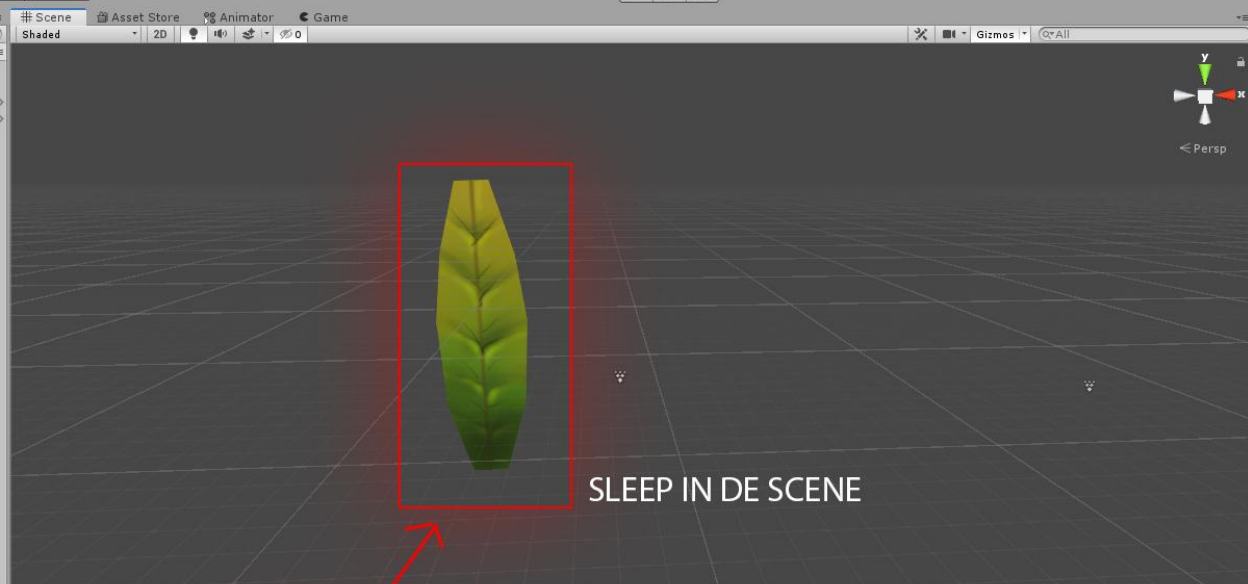 Scene Asset Store Animator Game
Shaded 2D 0 Gizmos All
y
x
Persp
SLEEP IN DE SCENE